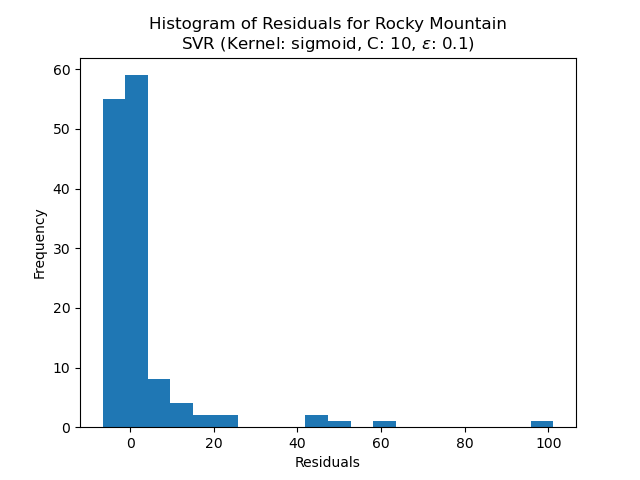 Histogram of Residuals for Rocky Mountain
SVR (Kernel: sigmoid, C: 10, ε: 0.1)
60
50
40
30
20
10
0
Frequency
0 20 40 60 80 100
Residuals